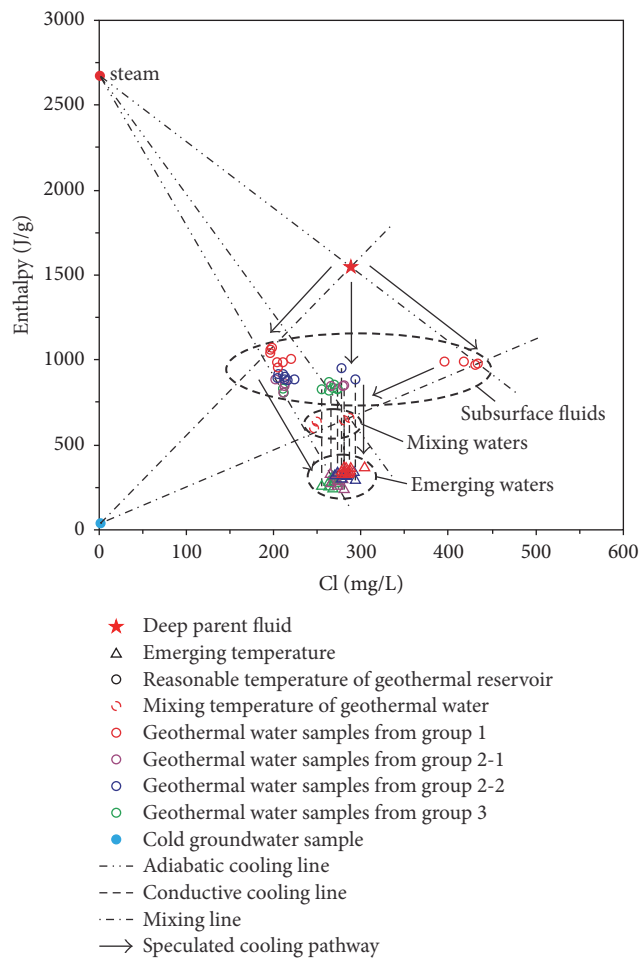 3000
2500
2000
1500
1000
500
0
Enthalpy (J/g)
steam
Subsurface fluids
Mixing waters
Emerging waters
0 100 200 300 400 500 600
Cl (mg/L)
Deep parent fluid
Emerging temperature
Reasonable temperature of geothermal reservoir
Mixing temperature of geothermal water
Geothermal water samples from group 1
Geothermal water samples from group 2-1
Geothermal water samples from group 2-2
Geothermal water samples from group 3
Cold groundwater sample
Adiabatic cooling line
Conductive cooling line
Mixing line
Speculated cooling pathway